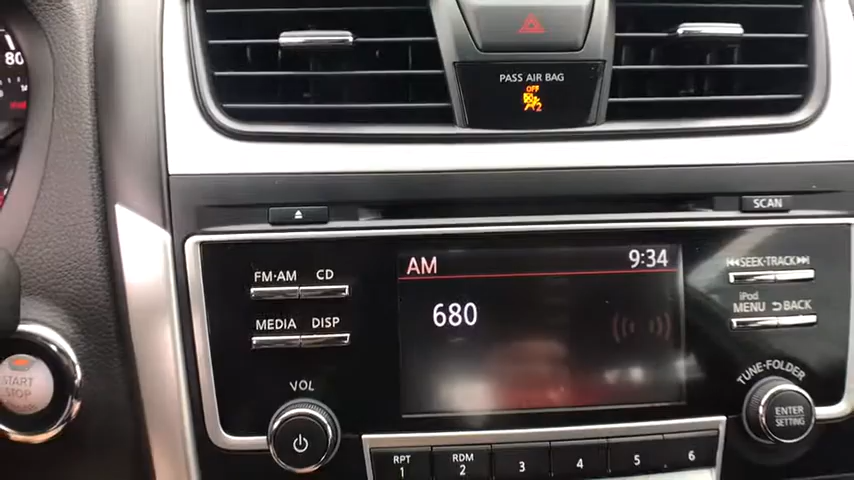 80
PASS AIR BAG
OFF
2
SCAN
FM·AM CD
AM 9:34
SEEK·TRACK
MEDIA DISP
680
iPod
MENU BACK
VOL
TUNE·FOLDER
START
STOP
ENTER
SETTING
RPT RDM
1 2 3 4 5 6